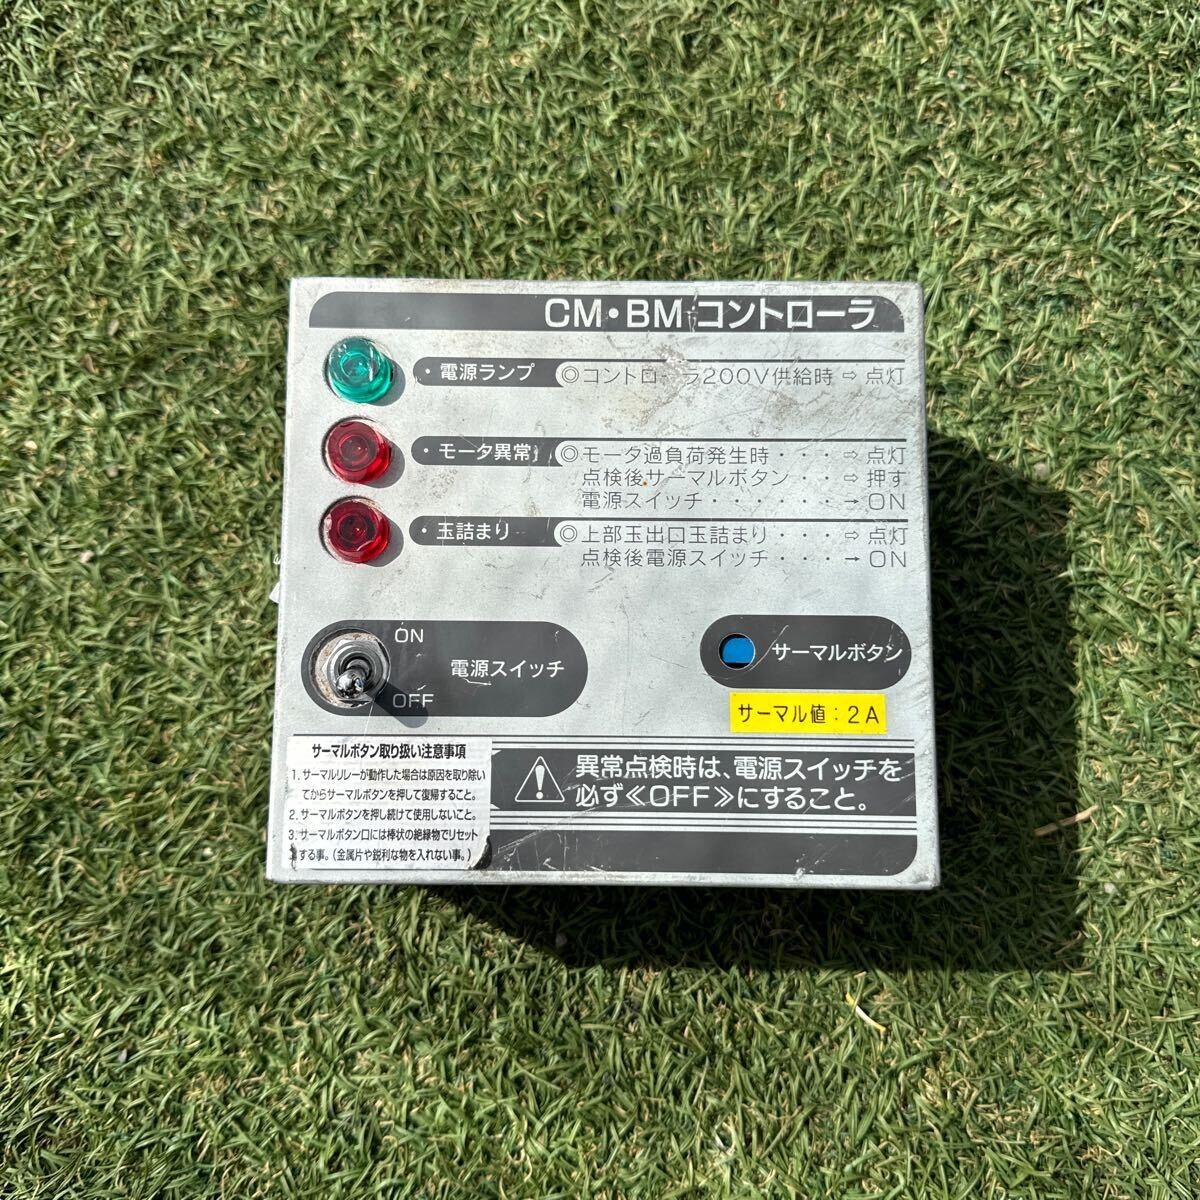 CM・BM コントローラ
・電源ランプ ◎コントローラ200V供給時⇨点灯
・モータ異常 ◎モータ過負荷発生時・・・⇨点灯
点検後サーマルボタン・・⇨押す
電源スイッチ・・・・・・→ON
・玉詰まり ◎上部玉出口玉詰まり・・・⇨点灯
点検後電源スイッチ・・・→ON
ON
電源スイッチ
OFF
サーマルボタン
サーマル値：2A
サーマルボタン取り扱い注意事項
1. サーマルリレーが動作した場合は原因を取り除い
てからサーマルボタンを押して復帰すること。
2. サーマルボタンを押し続けて使用しないこと。
3. サーマルボタン口には棒状の絶縁物でリセット
する事。（金属片や鋭利な物を入れない事。）
異常点検時は、電源スイッチを
必ず≪OFF≫にすること。